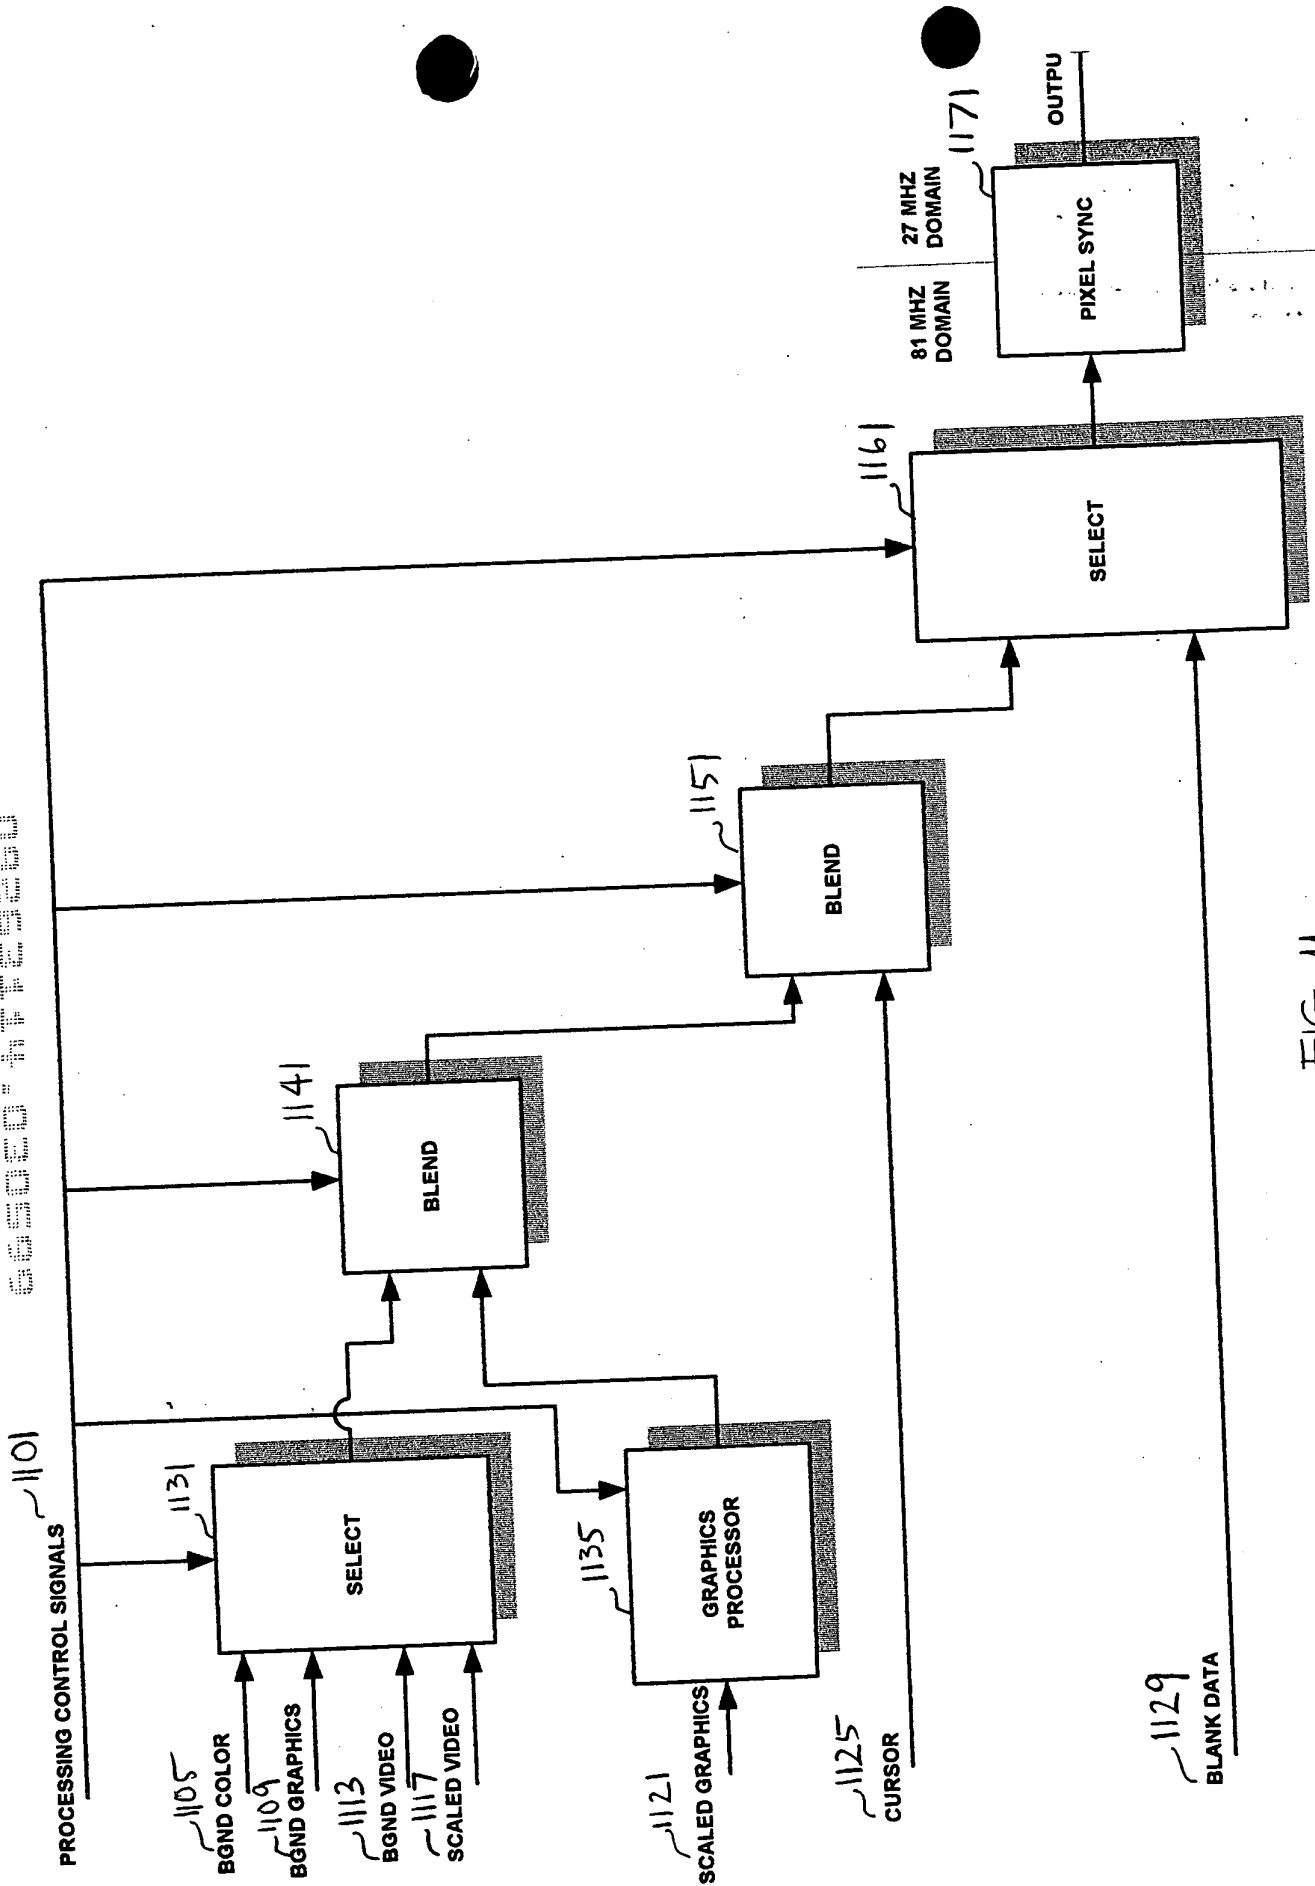 PROCESSING CONTROL SIGNALS
1101
1105
BGND COLOR
1109
BGND GRAPHICS
1113
BGND VIDEO
1117
SCALED VIDEO
1131
SELECT
1121
SCALED GRAPHICS
1135
GRAPHICS
PROCESSOR
1141
BLEND
1125
CURSOR
1151
BLEND
1129
BLANK DATA
1161
SELECT
81 MHZ
DOMAIN
27 MHZ
DOMAIN
1171
PIXEL SYNC
OUTPU
FIG. 11